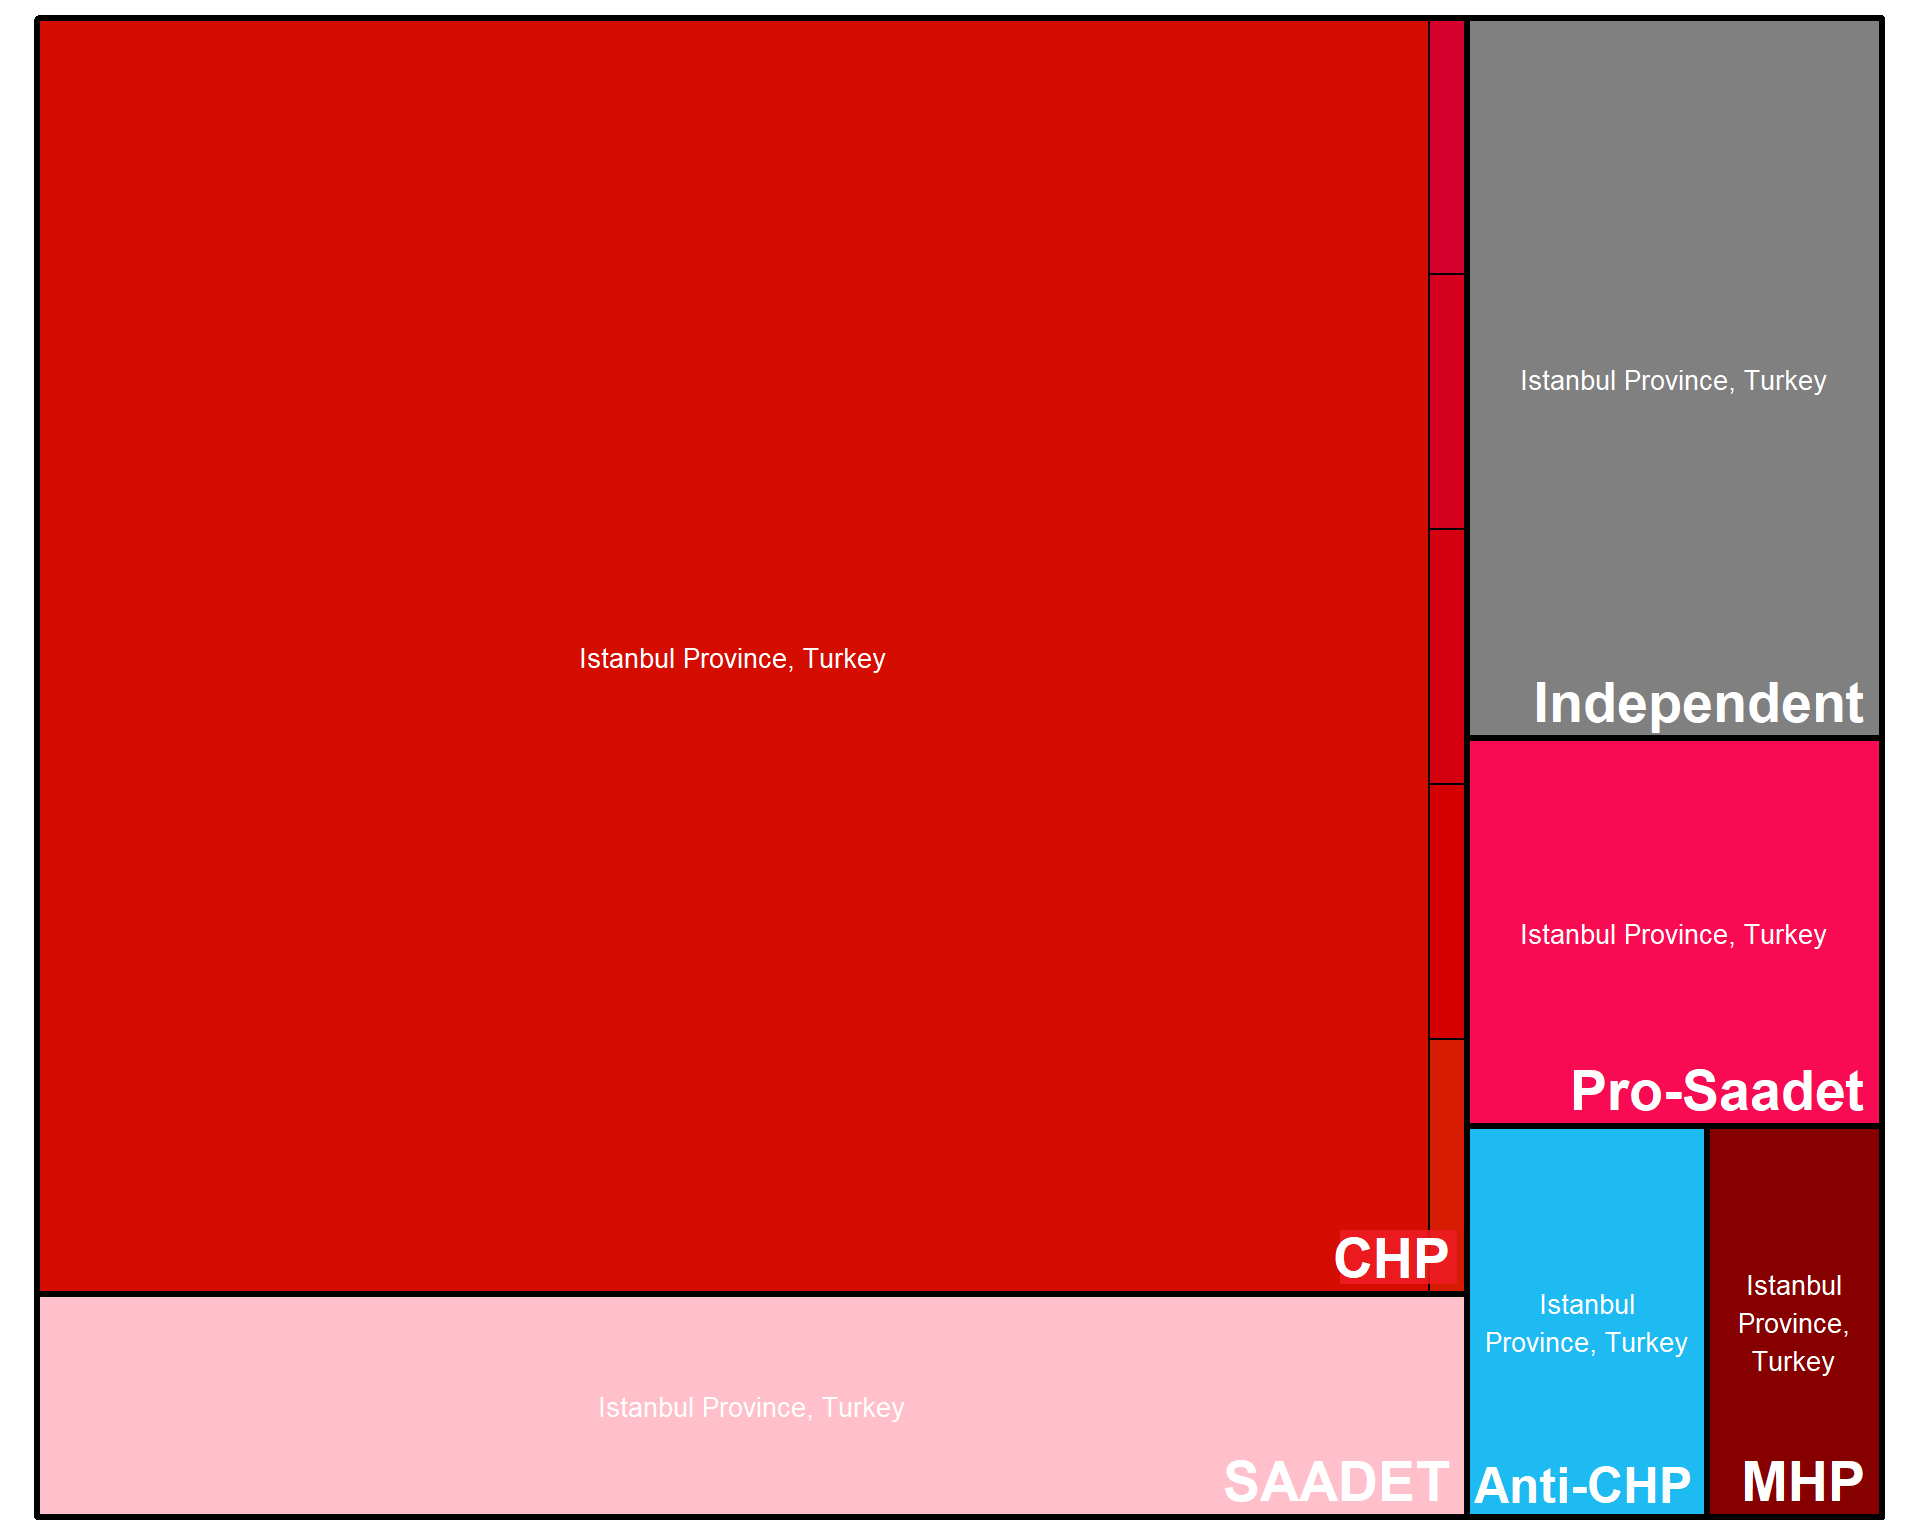 Istanbul Province, Turkey
CHP
Istanbul Province, Turkey
SAADET
Istanbul Province, Turkey
Independent
Istanbul Province, Turkey
Pro-Saadet
Istanbul
Province, Turkey
Anti-CHP
Istanbul
Province,
Turkey
MHP